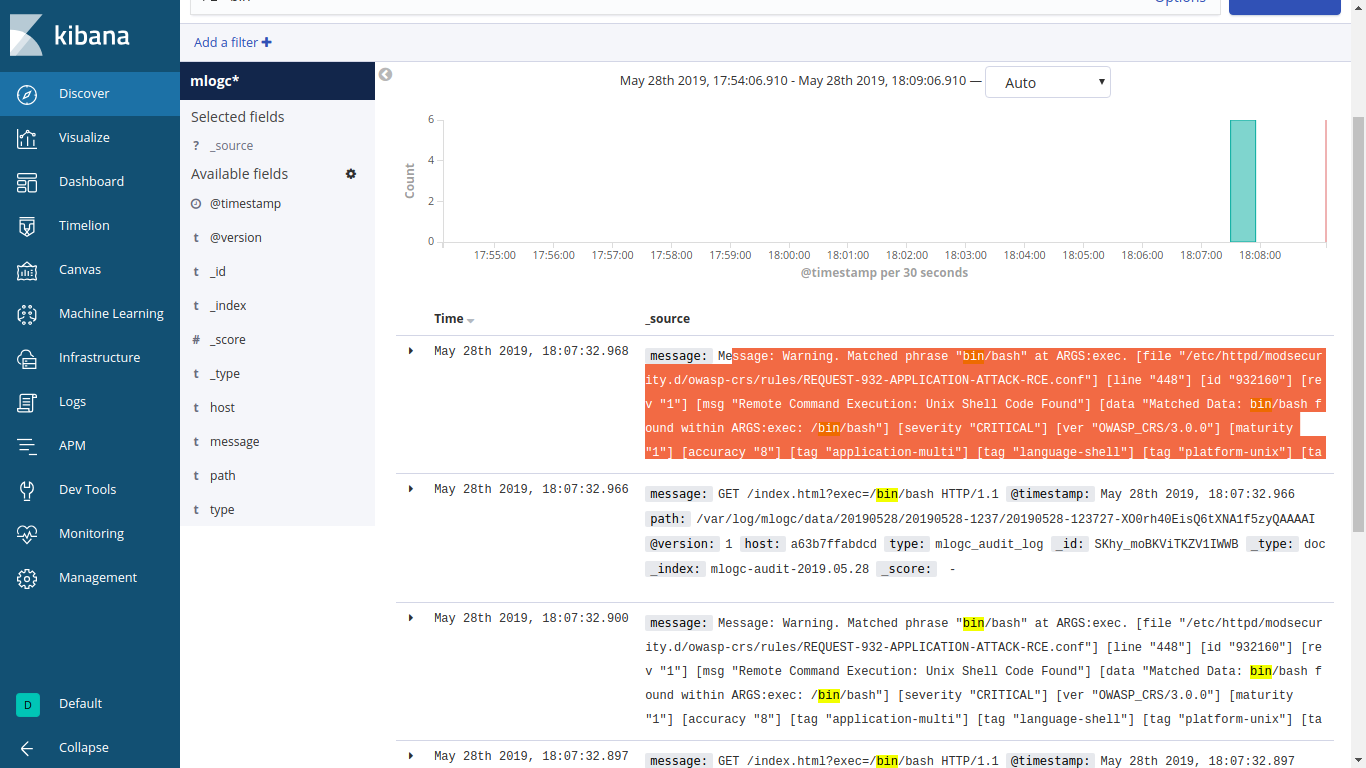 Options
kibana
Add a filter +
Discover
Visualize
Dashboard
Timelion
Canvas
Machine Learning
Infrastructure
Logs
APM
Dev Tools
Monitoring
Management
D Default
Collapse
mlogc*
Selected fields
? _source
Available fields
@timestamp
t @version
t _id
t _index
# _score
t _type
t host
t message
t path
t type
May 28th 2019, 17:54:06.910 - May 28th 2019, 18:09:06.910 — Auto
6
4
2
0
Count
17:55:00 17:56:00 17:57:00 17:58:00 17:59:00 18:00:00 18:01:00 18:02:00 18:03:00 18:04:00 18:05:00 18:06:00 18:07:00 18:08:00
@timestamp per 30 seconds
Time _source
May 28th 2019, 18:07:32.968 message: Message: Warning. Matched phrase "bin/bash" at ARGS:exec. [file "/etc/httpd/modsecur
ity.d/owasp-crs/rules/REQUEST-932-APPLICATION-ATTACK-RCE.conf"] [line "448"] [id "932160"] [re
v "1"] [msg "Remote Command Execution: Unix Shell Code Found"] [data "Matched Data: bin/bash f
ound within ARGS:exec: /bin/bash"] [severity "CRITICAL"] [ver "OWASP_CRS/3.0.0"] [maturity
"1"] [accuracy "8"] [tag "application-multi"] [tag "language-shell"] [tag "platform-unix"] [ta
May 28th 2019, 18:07:32.966 message: GET /index.html?exec=/bin/bash HTTP/1.1 @timestamp: May 28th 2019, 18:07:32.966
path: /var/log/mlogc/data/20190528/20190528-1237/20190528-123727-XO0rh40EisQ6tXNA1f5zyQAAAAI
@version: 1 host: a63b7ffabdcd type: mlogc_audit_log _id: SKhy_moBKViTKZV1IWWB _type: doc
_index: mlogc-audit-2019.05.28 _score: -
May 28th 2019, 18:07:32.900 message: Message: Warning. Matched phrase "bin/bash" at ARGS:exec. [file "/etc/httpd/modsecur
ity.d/owasp-crs/rules/REQUEST-932-APPLICATION-ATTACK-RCE.conf"] [line "448"] [id "932160"] [re
v "1"] [msg "Remote Command Execution: Unix Shell Code Found"] [data "Matched Data: bin/bash f
ound within ARGS:exec: /bin/bash"] [severity "CRITICAL"] [ver "OWASP_CRS/3.0.0"] [maturity
"1"] [accuracy "8"] [tag "application-multi"] [tag "language-shell"] [tag "platform-unix"] [ta
May 28th 2019, 18:07:32.897 message: GET /index.html?exec=/bin/bash HTTP/1.1 @timestamp: May 28th 2019, 18:07:32.897